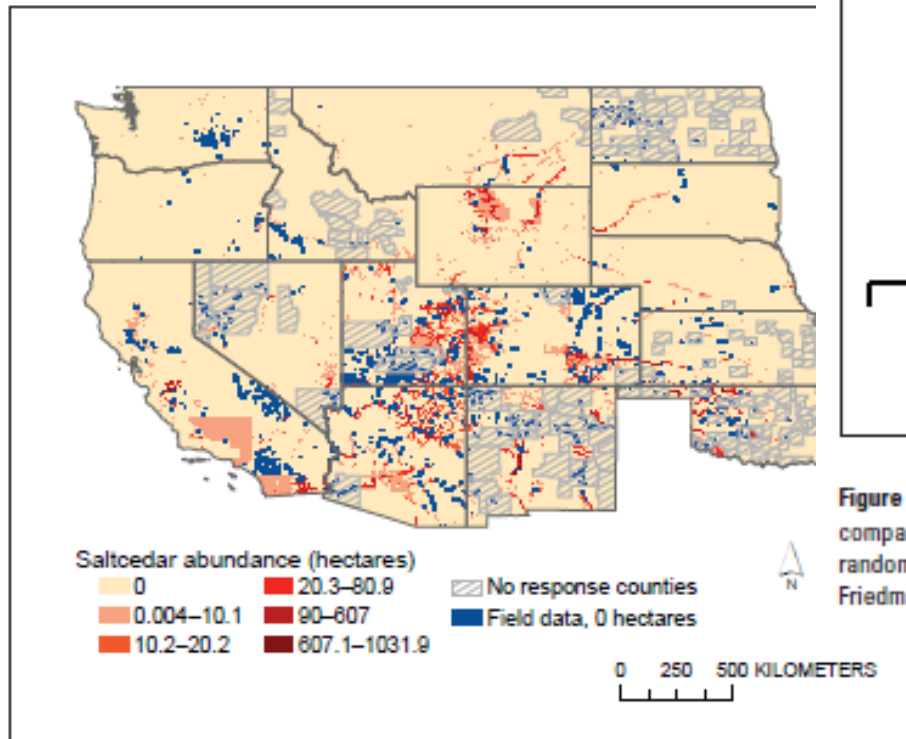 Saltcedar abundance (hectares)
0
0.004–10.1
10.2–20.2
20.3–80.9
90–607
607.1–1031.9
No response counties
Field data, 0 hectares
0 250 500 KILOMETERS
N
Figure
compa
random
Friedm